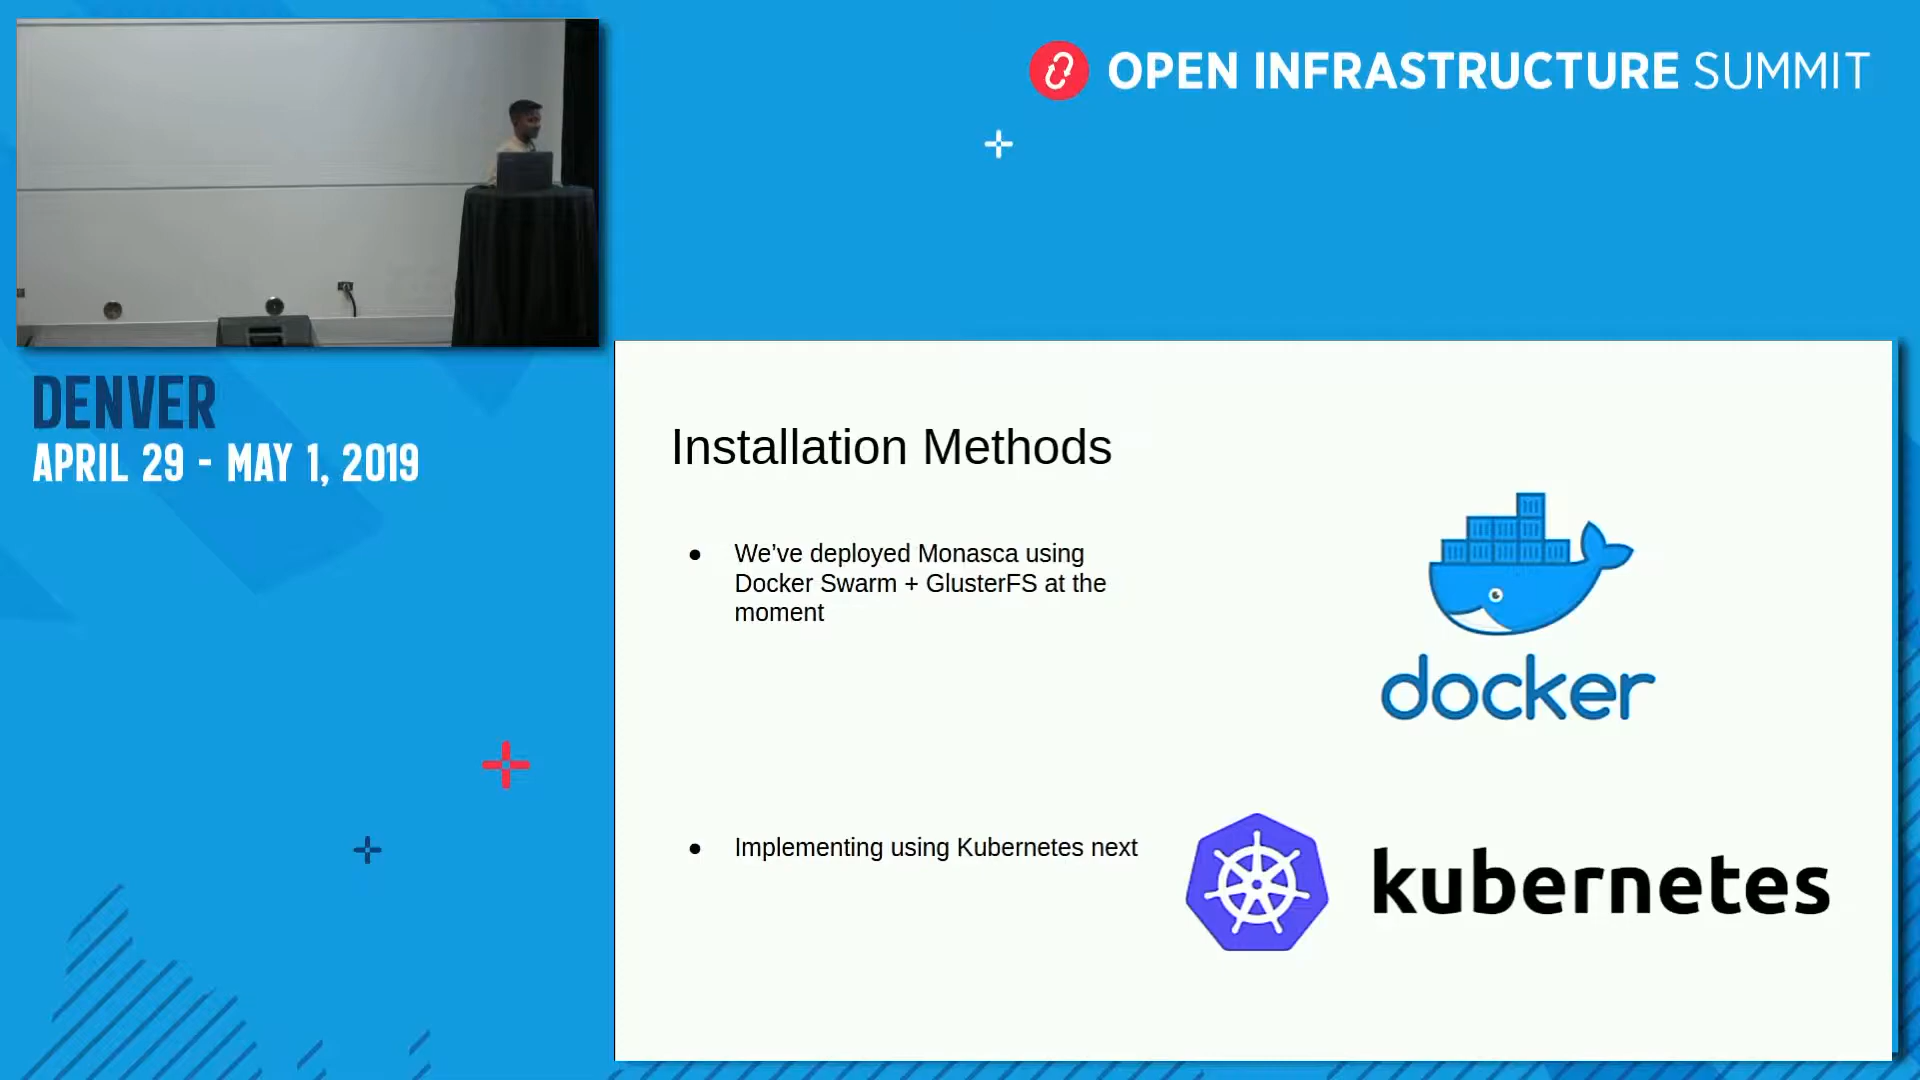 OPEN INFRASTRUCTURE SUMMIT
DENVER
APRIL 29 - MAY 1, 2019
Installation Methods
● We’ve deployed Monasca using
Docker Swarm + GlusterFS at the
moment
docker
● Implementing using Kubernetes next
kubernetes